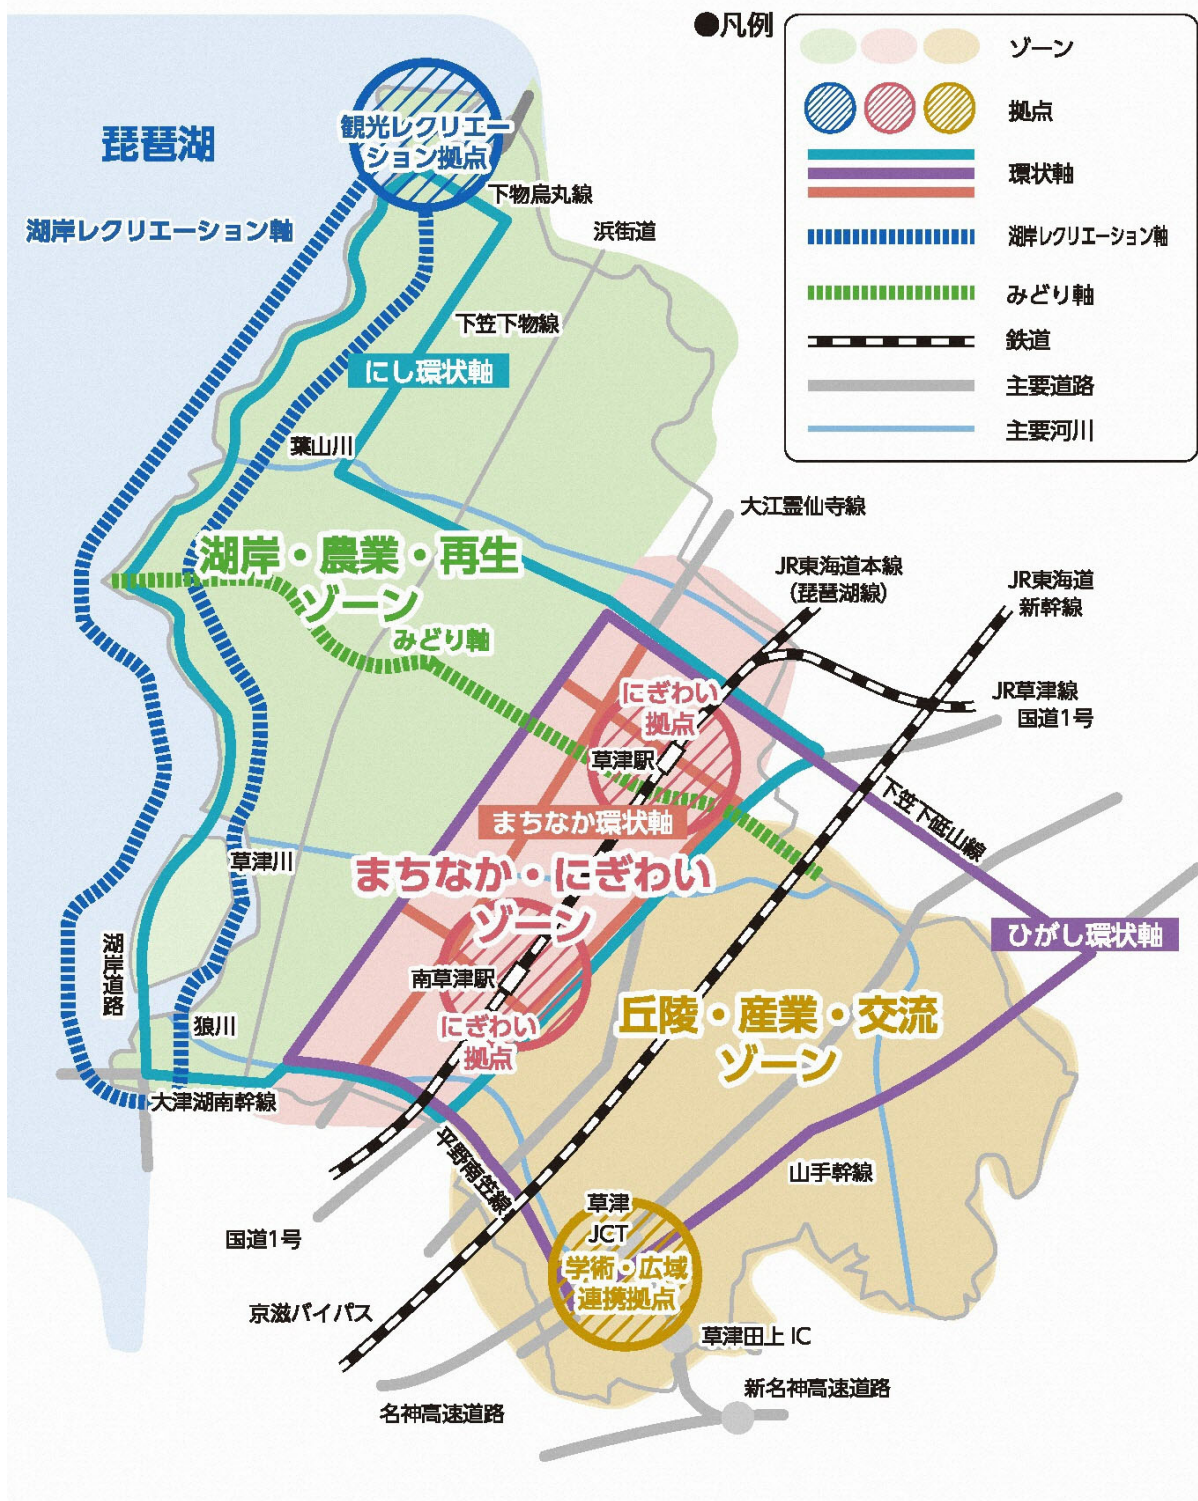 ●凡例
ゾーン
拠点
環状軸
湖岸レクリエーション軸
みどり軸
鉄道
主要道路
主要河川
琵琶湖
観光レクリエー
ション拠点
湖岸レクリエーション軸
下物烏丸線
浜街道
下笠下物線
にし環状軸
葉山川
大江霊仙寺線
湖岸・農業・再生
ゾーン
みどり軸
JR東海道本線
(琵琶湖線)
JR東海道
新幹線
JR草津線
国道1号
にぎわい
拠点
草津駅
まちなか環状軸
下笠下砥山線
まちなか・にぎわい
ゾーン
草津川
湖岸道路
南草津駅
にぎわい
拠点
ひがし環状軸
丘陵・産業・交流
ゾーン
狼川
大津湖南幹線
平野南笠線
山手幹線
国道1号
草津
JCT
学術・広域
連携拠点
京滋バイパス
草津田上 IC
新名神高速道路
名神高速道路